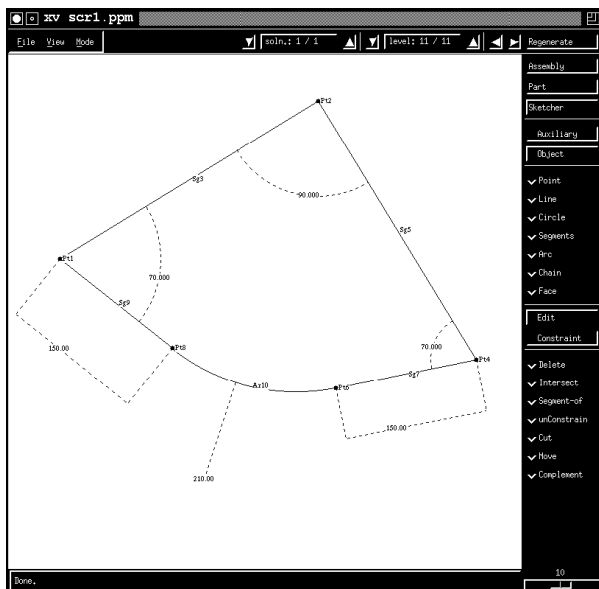 xv scr1.ppm
File View Mode soln.: 1 / 1 level: 11 / 11 Regenerate
Assembly
Part
Sketcher
Auxiliary
Object
Point
Line
Circle
Segments
Arc
Chain
Face
Edit
Constraint
Delete
Intersect
Segment-of
unConstrain
Cut
Move
Complement
10
Pt2
Sg3
90.000
Sg5
Pt1
70.000
Sg9
150.00
Pt8
70.000
Pt4
Sg7
Ar10
Pt6
150.00
210.00
Done.